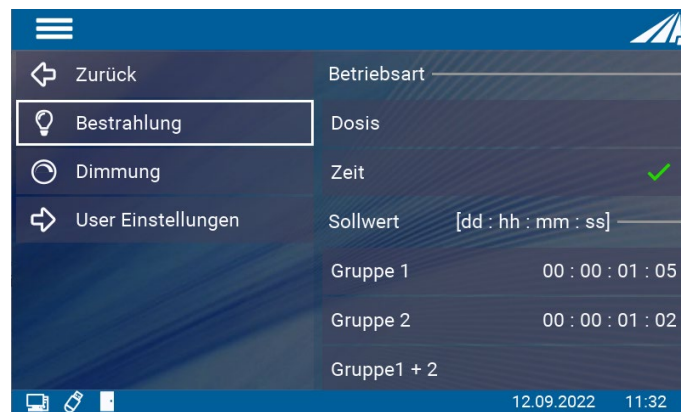 Zurück
Bestrahlung
Dimmung
User Einstellungen
Betriebsart
Dosis
Zeit
Sollwert [dd : hh : mm : ss]
Gruppe 1 00 : 00 : 01 : 05
Gruppe 2 00 : 00 : 01 : 02
Gruppe1 + 2
12.09.2022 11:32